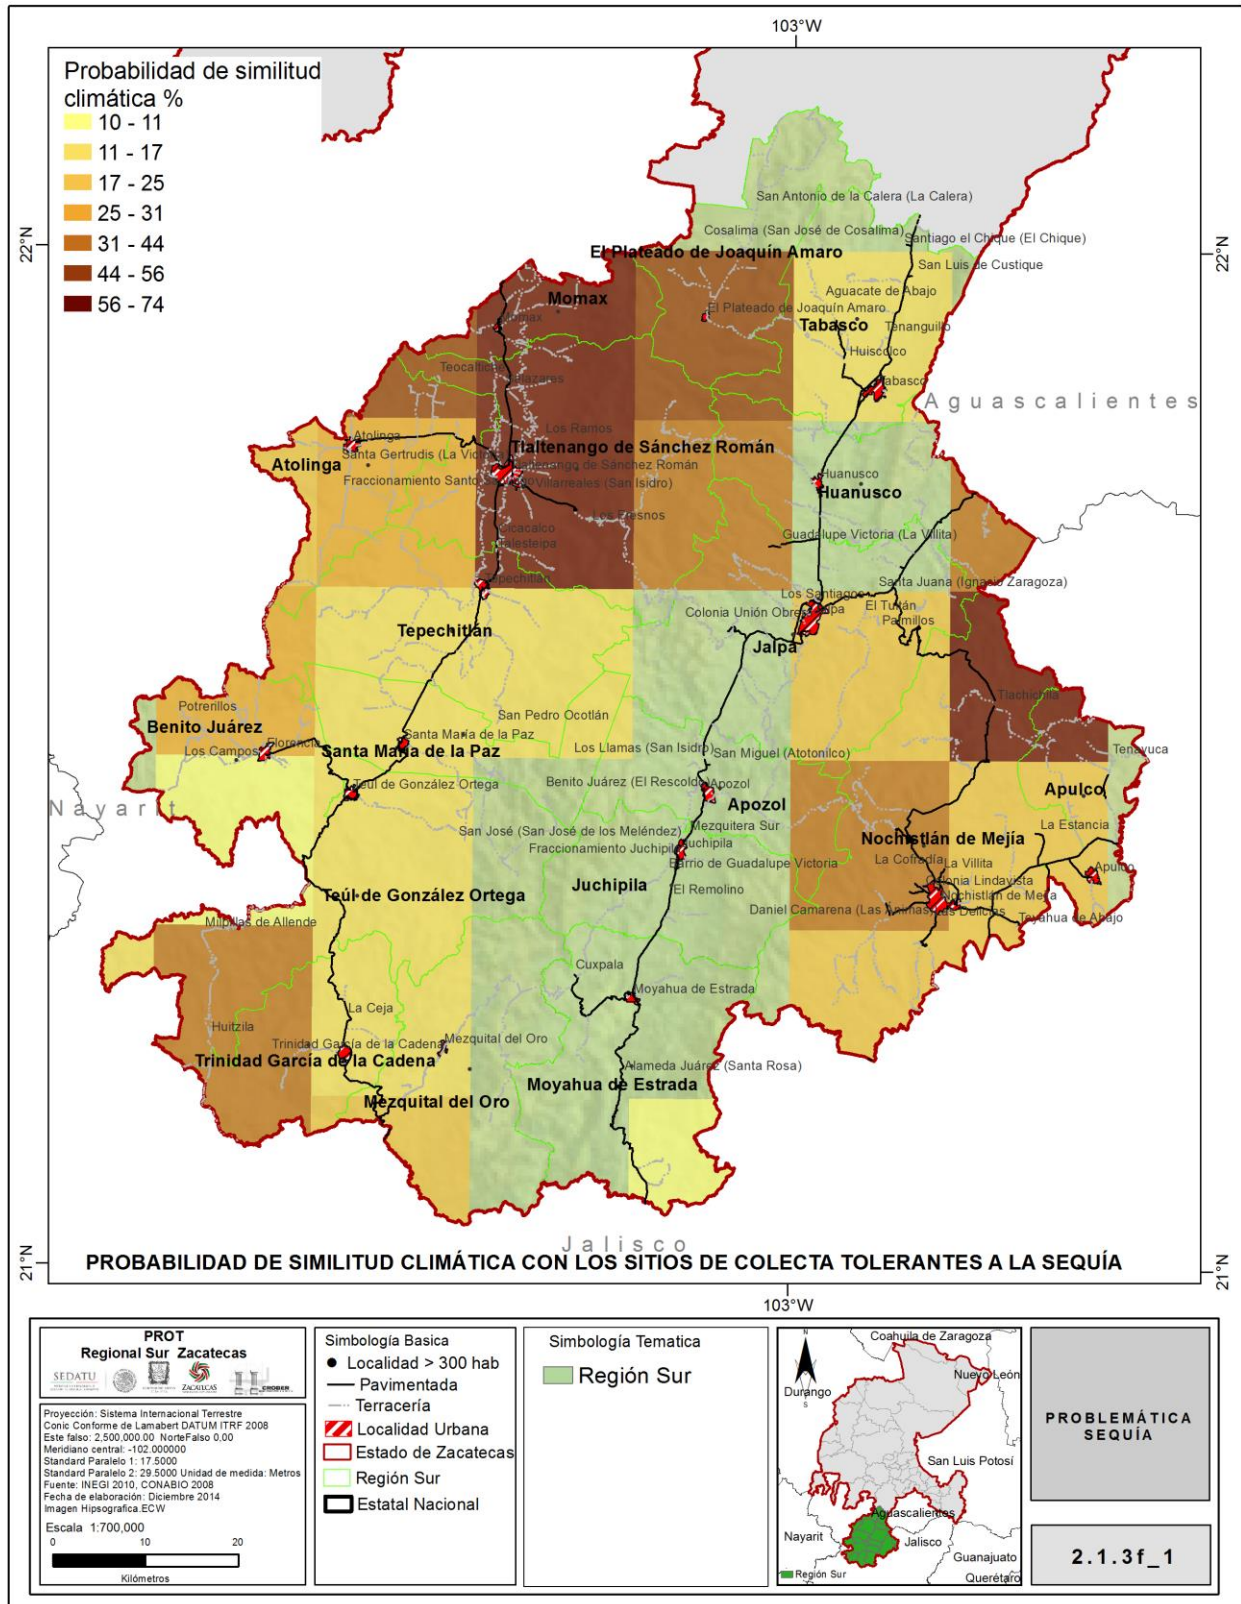 103°W
Probabilidad de similitud
climática %
10 - 11
11 - 17
17 - 25
25 - 31
31 - 44
44 - 56
56 - 74
22°N
22°N
San Antonio de la Calera (La Calera)
Cosalima (San José de Cosalima)
Santiago el Chique (El Chique)
El Plateado de Joaquín Amaro
San Luis de Custique
Momax
Aguacate de Abajo
El Plateado de Joaquín Amaro
Momax
Tabasco
Tenanguillo
Huiscolco
Teocaltiche
Tabasco
Aguascalientes
Los Ramos
Atolinga
Tlaltenango de Sánchez Román
Santa Gertrudis (La Victoria)
Atolinga
Tlaltenango de Sánchez Román
Fraccionamiento Santo
Villarreales (San Isidro)
Huanusco
Huanusco
Los Fresnos
Cicacalco
Talesteipa
Guadalupe Victoria (La Villita)
Tepechitlán
Santa Juana (Ignacio Zaragoza)
Los Santiagos
Colonia Unión Obrera
Jalpa
El Tuitán
Palmillos
Tepechitlán
Jalpa
Potrerillos
Tlachichila
San Pedro Ocotlán
Benito Juárez
Florencia
Santa María de la Paz
Los Campos
Santa María de la Paz
Los Llamas (San Isidro)
San Miguel (Atotonilco)
Tenayuca
Teúl de González Ortega
Benito Juárez (El Rescoldo)
Apozol
Apulco
Nayarit
Apozol
San José (San José de los Meléndez)
Mezquitera Sur
La Estancia
Fraccionamiento Juchipila
Juchipila
Nochistlán de Mejía
Barrio de Guadalupe Victoria
La Cofradía
La Villita
Apulco
Juchipila
El Remolino
Colonia Lindavista
Teúl de González Ortega
Nochistlán de Mejía
Daniel Camarena (Las Ánimas)
Las Delicias
Milpillas de Allende
Toyahua de Abajo
Cuxpala
Moyahua de Estrada
La Ceja
Huitzila
Trinidad García de la Cadena
Mezquital del Oro
Trinidad García de la Cadena
Alameda Juárez (Santa Rosa)
Moyahua de Estrada
Mezquital del Oro
Jalisco
PROBABILIDAD DE SIMILITUD CLIMÁTICA CON LOS SITIOS DE COLECTA TOLERANTES A LA SEQUÍA
21°N
21°N
103°W
PROT
Regional Sur Zacatecas
SEDATU
ZACATECAS
Proyección: Sistema Internacional Terrestre
Conic Conforme de Lamabert DATUM ITRF 2008
Este falso: 2,500,000.00 NorteFalso 0,00
Meridiano central: -102.000000
Standard Paralelo 1: 17.5000
Standard Paralelo 2: 29.5000 Unidad de medida: Metros
Fuente: INEGI 2010, CONABIO 2008
Fecha de elaboración: Diciembre 2014
Imagen Hipsografica.ECW
Escala 1:700,000
0 10 20
Kilómetros
Simbología Basica
Localidad > 300 hab
Pavimentada
Terracería
Localidad Urbana
Estado de Zacatecas
Región Sur
Estatal Nacional
Simbología Tematica
Región Sur
N
S
Coahuila de Zaragoza
Nuevo León
Durango
San Luis Potosí
Aguascalientes
Nayarit
Jalisco
Guanajuato
Querétaro
Región Sur
PROBLEMÁTICA
SEQUÍA
2.1.3f_1